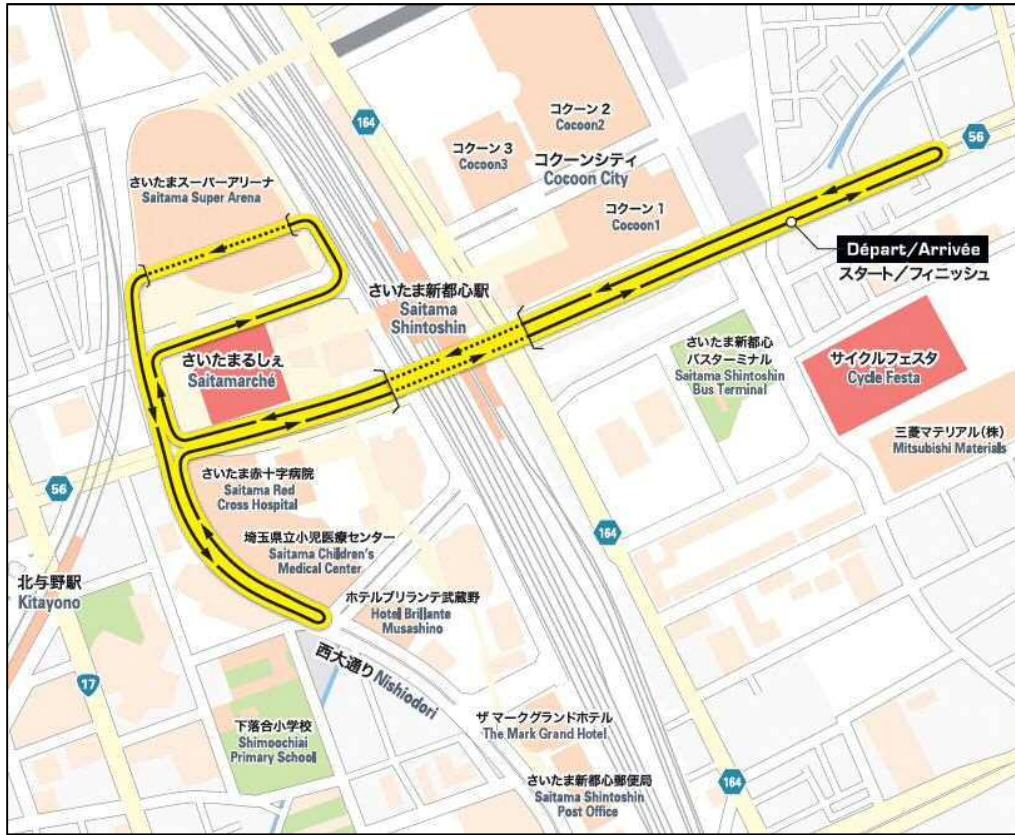 164
コクーン 2
Cocoon2
コクーン 3
Cocoon3
コクーンシティ
Cocoon City
56
さいたまスーパーアリーナ
Saitama Super Arena
コクーン 1
Cocoon1
Départ/Arrivée
スタート/フィニッシュ
さいたま新都心駅
Saitama
Shintoshin
さいたまるしぇ
Saitamarché
さいたま新都心
バスターミナル
Saitama Shintoshin
Bus Terminal
サイクルフェスタ
Cycle Festa
三菱マテリアル(株)
Mitsubishi Materials
56
さいたま赤十字病院
Saitama Red
Cross Hospital
164
埼玉県立小児医療センター
Saitama Children's
Medical Center
北与野駅
Kitayono
ホテルブリランテ武蔵野
Hotel Brillante
Musashino
西大通り Nishiodori
17
下落合小学校
Shimoochiai
Primary School
ザ マークグランドホテル
The Mark Grand Hotel
さいたま新都心郵便局
Saitama Shintoshin
Post Office
164